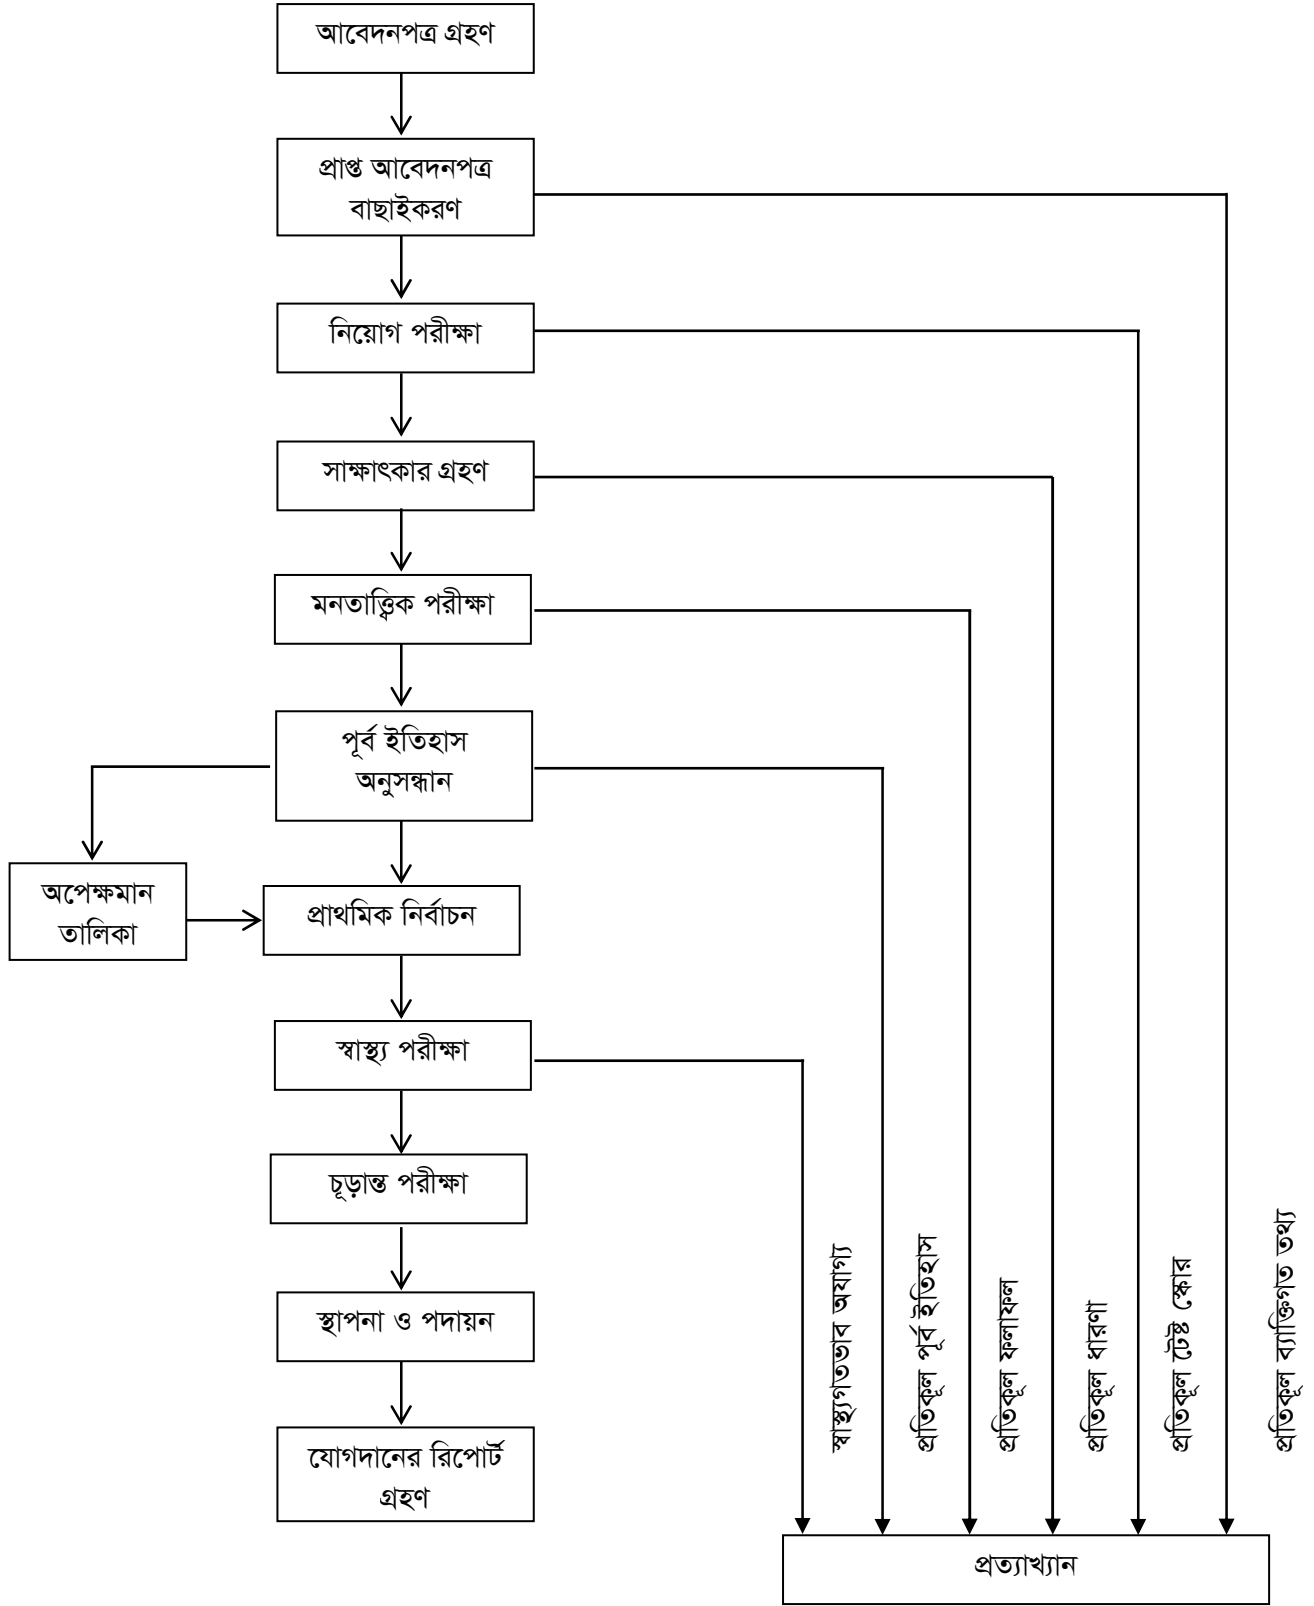 আবেদনপত্র গ্রহণ
প্রাপ্ত আবেদনপত্র
বাছাইকরণ
নিয়োগ পরীক্ষা
সাক্ষাৎকার গ্রহণ
মনতাত্ত্বিক পরীক্ষা
পূর্ব ইতিহাস
অনুসন্ধান
অপেক্ষমান
তালিকা
প্রাথমিক নির্বাচন
স্বাস্থ্য পরীক্ষা
চূড়ান্ত পরীক্ষা
স্থাপনা ও পদায়ন
যোগদানের রিপোর্ট
গ্রহণ
স্বাস্থ্যগতভাব অযাগ্য
প্রতিকূল পূর্ব ইতিহাস
প্রতিকূল ফলাফল
প্রতিকূল ধারণা
প্রতিকূল টেষ্ট স্কোর
প্রতিকূল ব্যাক্তিগত তথ্য
প্রত্যাখ্যান